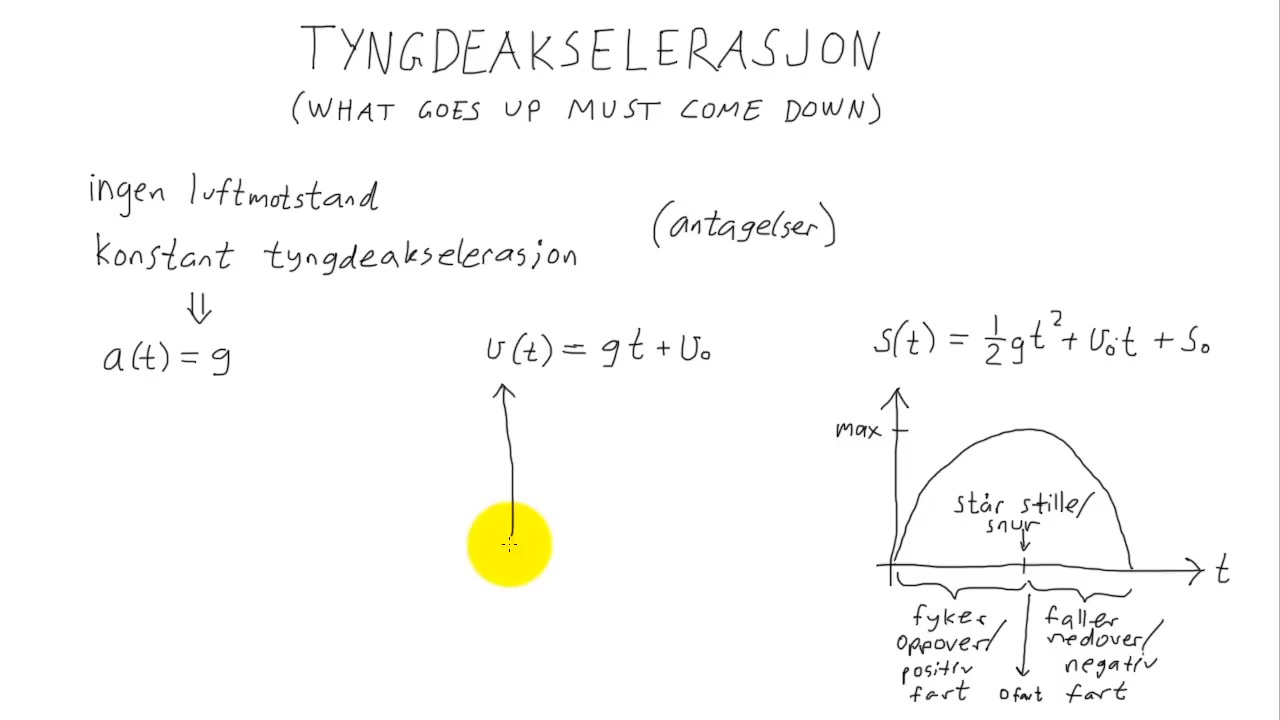 TYNGDEAKSELERASJON
(WHAT GOES UP MUST COME DOWN)
ingen luftmotstand
konstant tyngdeakselerasjon
(antagelser)
⇓
a(t) = g
v(t) = gt + v₀
s(t) = ½gt² + v₀·t + s₀
max
står stille/
snur
t
fyker
oppover/
positiv
fart
0 fart
faller
nedover/
negativ
fart